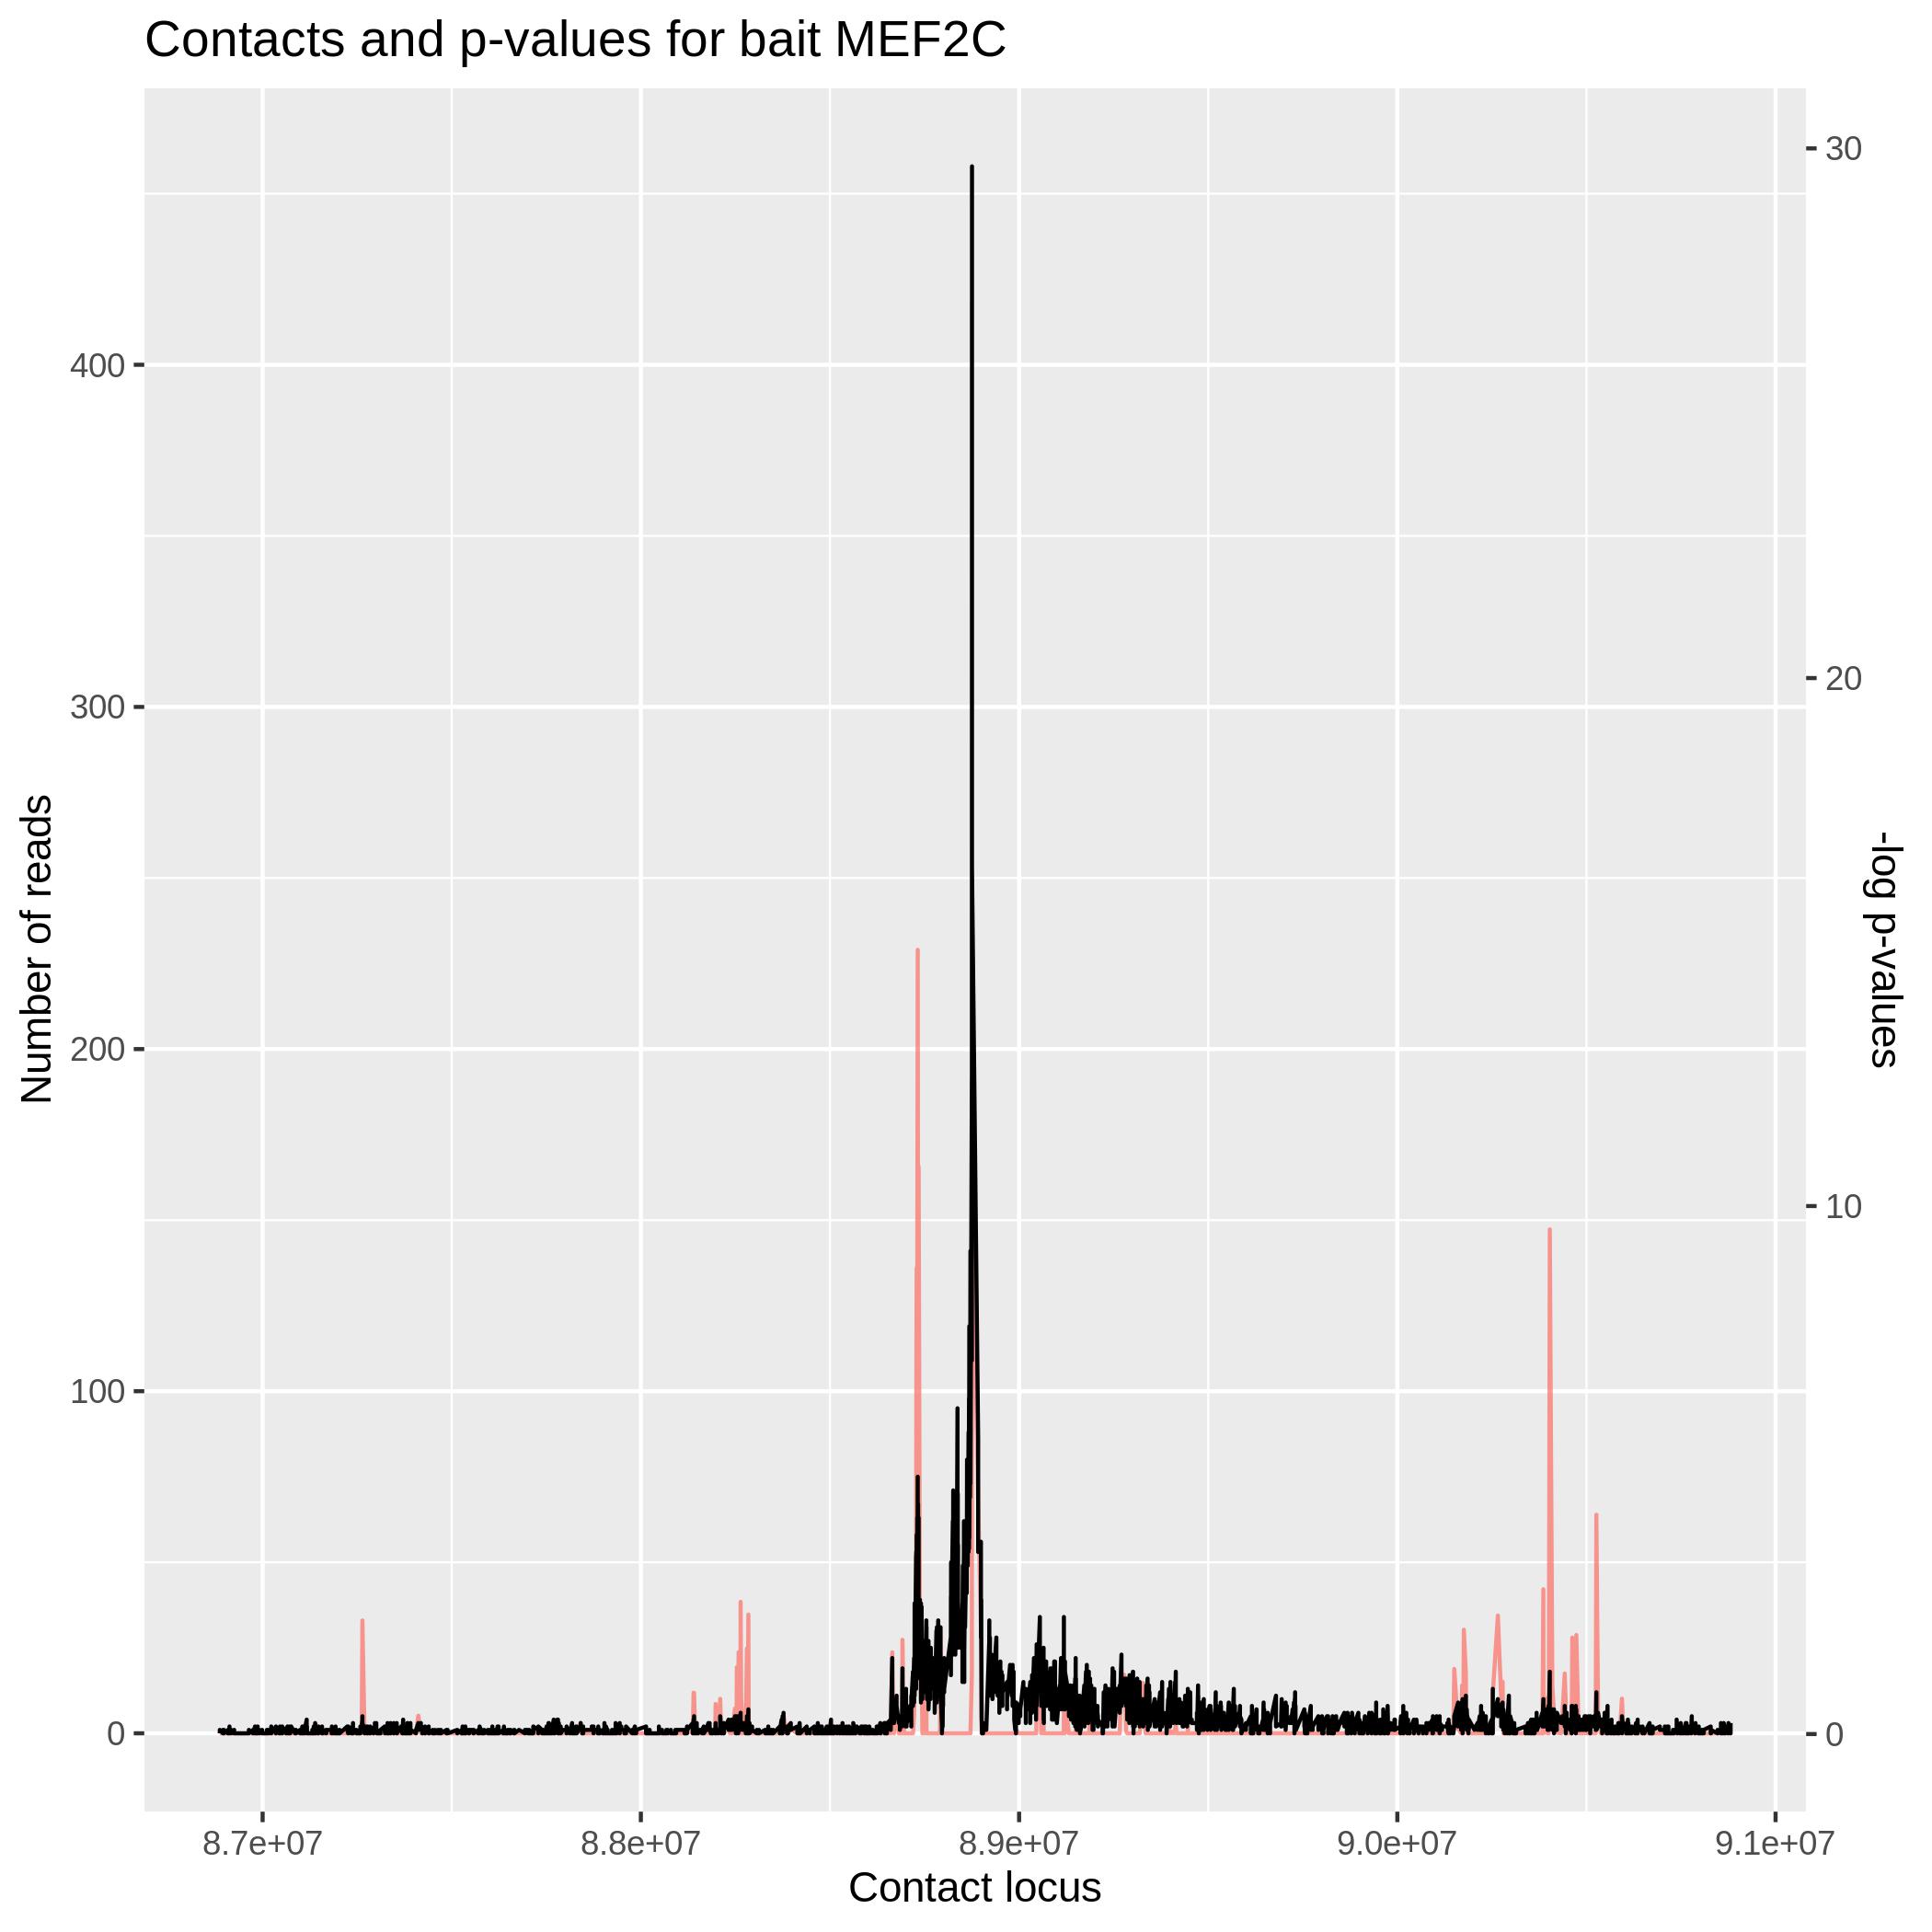 Contacts and p-values for bait MEF2C
Number of reads
400
300
200
100
0
30
20
10
0
-log p-values
8.7e+07 8.8e+07 8.9e+07 9.0e+07 9.1e+07
Contact locus